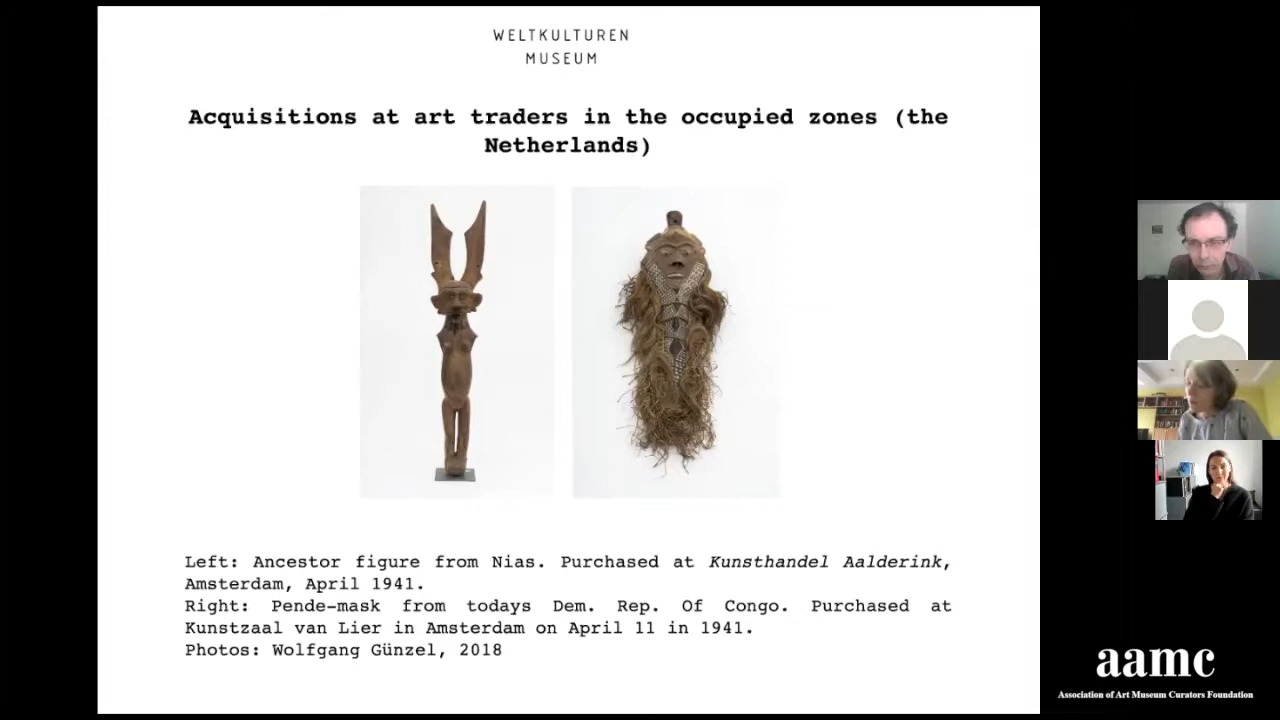 WELTKULTUREN
MUSEUM
Acquisitions at art traders in the occupied zones (the
Netherlands)
Left: Ancestor figure from Nias. Purchased at Kunsthandel Aalderink,
Amsterdam, April 1941.
Right: Pende-mask from todays Dem. Rep. Of Congo. Purchased at
Kunstzaal van Lier in Amsterdam on April 11 in 1941.
Photos: Wolfgang Günzel, 2018
aamc
Association of Art Museum Curators Foundation